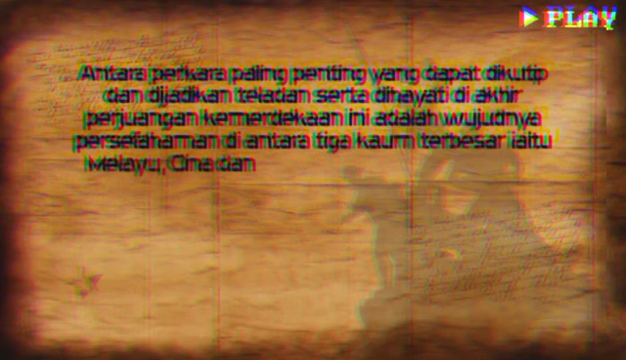 PLAY
Antara perkara paling penting yang dapat dikutip
dan dijadikan teladan serta dihayati di akhir
perjuangan kemerdekaan ini adalah wujudnya
persefahaman di antara tiga kaum terbesar iaitu
Melayu, Cina dan